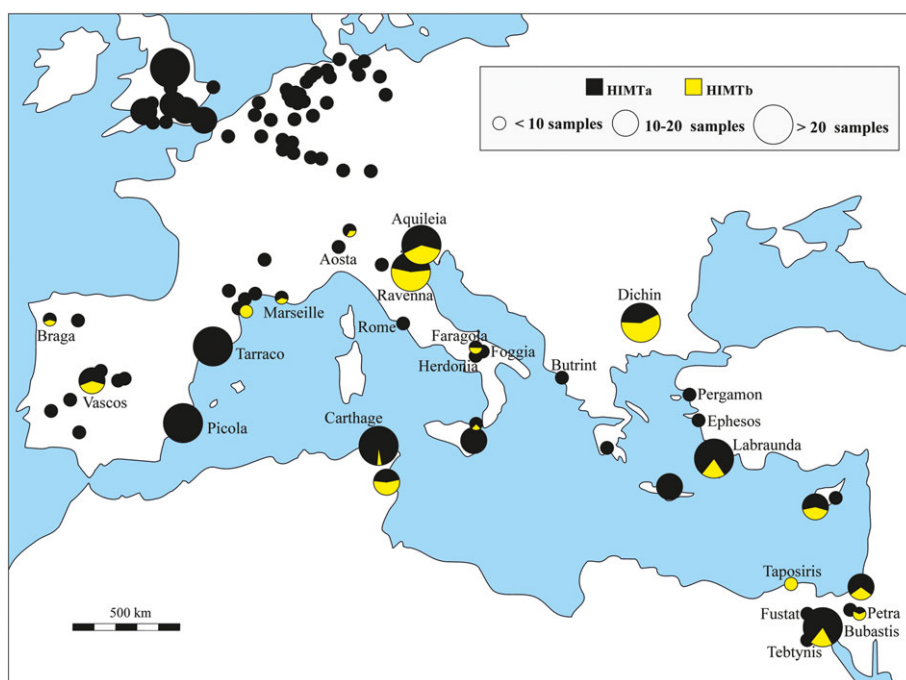 HIMTa HIMTb
< 10 samples 10-20 samples > 20 samples
Aquileia
Aosta
Ravenna
Dichin
Marseille
Braga
Rome
Faragola
Foggia
Herdonia
Butrint
Tarraco
Vascos
Pergamon
Picola
Carthage
Ephesos
Labraunda
Taposiris
Fustat
Petra
Bubastis
Tebtynis
500 km